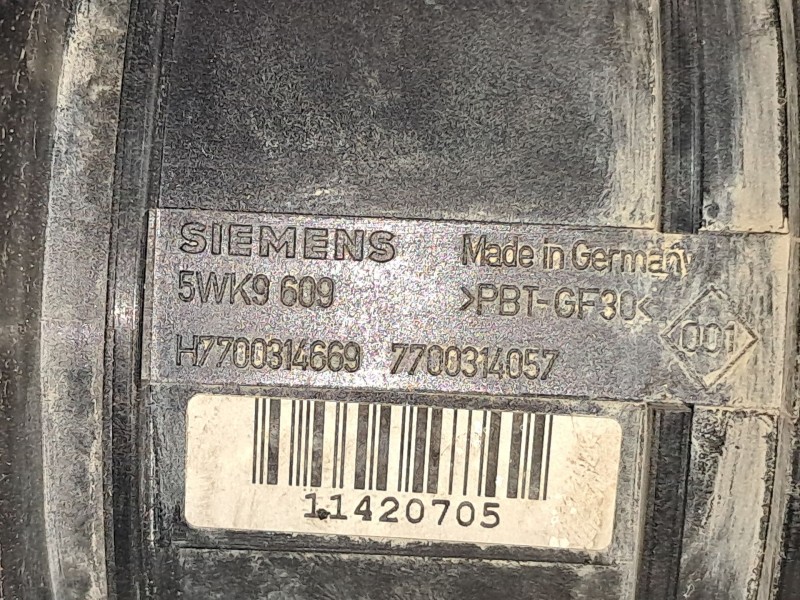 SIEMENS Made in Germany
5WK9 609 >PBT-GF30<
001
H7700314669 7700314057
11420705